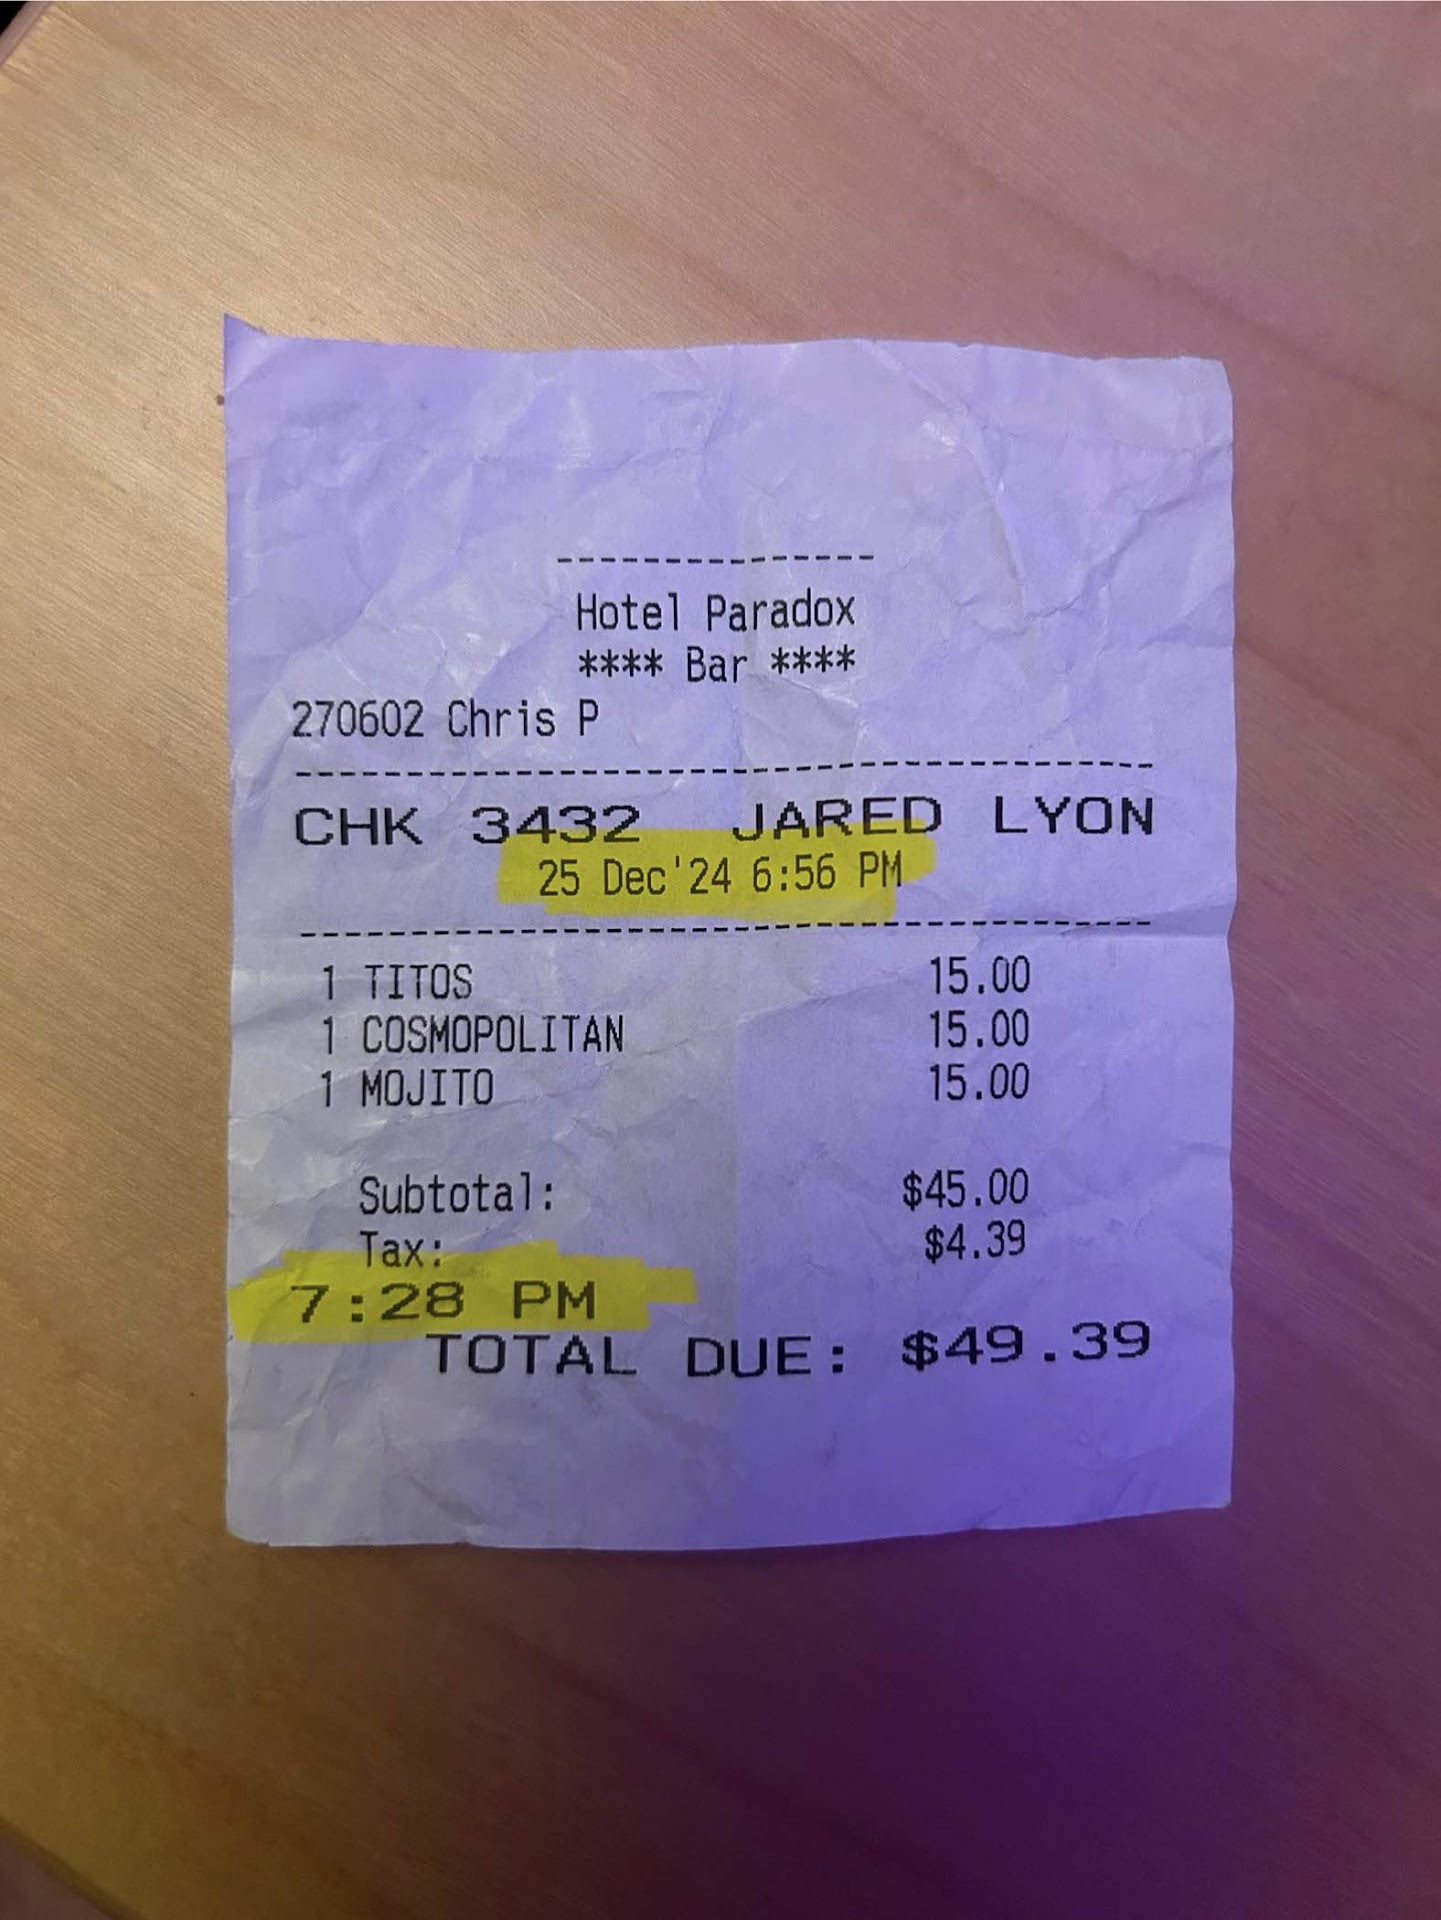 ---------------
Hotel Paradox
**** Bar ****
270602 Chris P
----------------------------------------
CHK 3432 JARED LYON
25 Dec'24 6:56 PM
----------------------------------------
1 TITOS 15.00
1 COSMOPOLITAN 15.00
1 MOJITO 15.00
Subtotal: $45.00
Tax: $4.39
7:28 PM
TOTAL DUE: $49.39